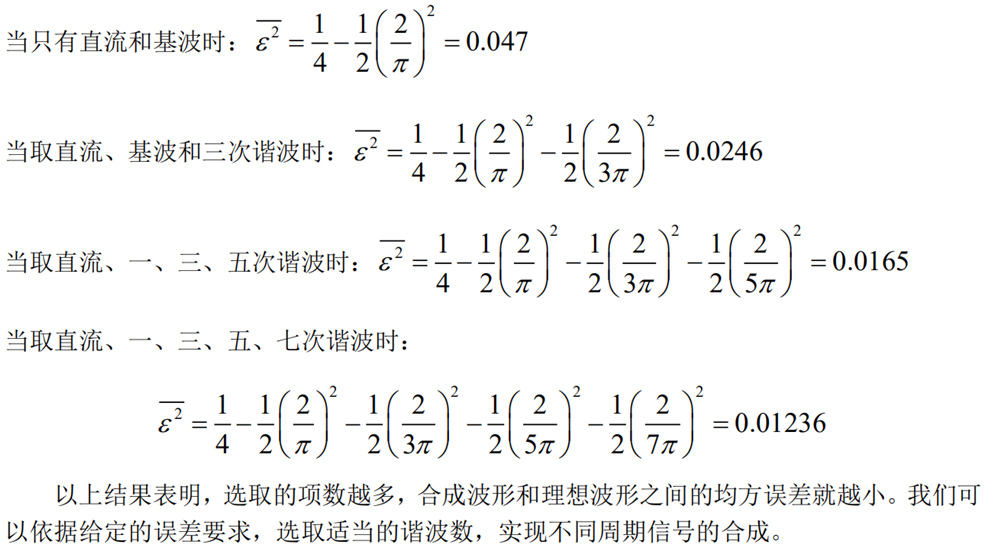 当只有直流和基波时：$\overline{\varepsilon^2} = \frac{1}{4} - \frac{1}{2}\left(\frac{2}{\pi}\right)^2 = 0.047$
当取直流、基波和三次谐波时：$\overline{\varepsilon^2} = \frac{1}{4} - \frac{1}{2}\left(\frac{2}{\pi}\right)^2 - \frac{1}{2}\left(\frac{2}{3\pi}\right)^2 = 0.0246$
当取直流、一、三、五次谐波时：$\overline{\varepsilon^2} = \frac{1}{4} - \frac{1}{2}\left(\frac{2}{\pi}\right)^2 - \frac{1}{2}\left(\frac{2}{3\pi}\right)^2 - \frac{1}{2}\left(\frac{2}{5\pi}\right)^2 = 0.0165$
当取直流、一、三、五、七次谐波时：
$\overline{\varepsilon^2} = \frac{1}{4} - \frac{1}{2}\left(\frac{2}{\pi}\right)^2 - \frac{1}{2}\left(\frac{2}{3\pi}\right)^2 - \frac{1}{2}\left(\frac{2}{5\pi}\right)^2 - \frac{1}{2}\left(\frac{2}{7\pi}\right)^2 = 0.01236$
以上结果表明，选取的项数越多，合成波形和理想波形之间的均方误差就越小。我们可
以依据给定的误差要求，选取适当的谐波数，实现不同周期信号的合成。